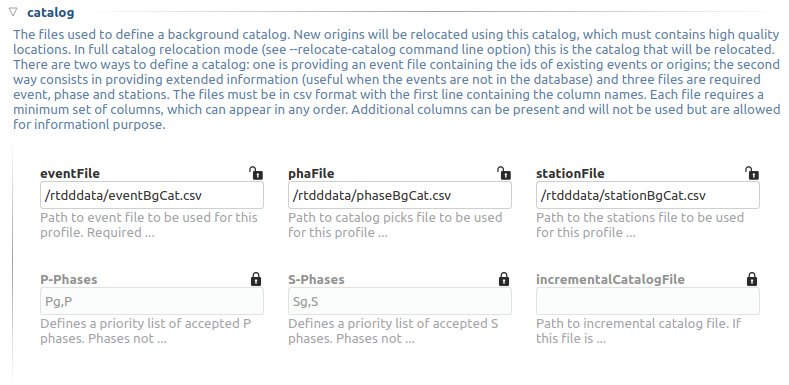 catalog
The files used to define a background catalog. New origins will be relocated using this catalog, which must contains high quality
locations. In full catalog relocation mode (see --relocate-catalog command line option) this is the catalog that will be relocated.
There are two ways to define a catalog: one is providing an event file containing the ids of existing events or origins; the second
way consists in providing extended information (useful when the events are not in the database) and three files are required
event, phase and stations. The files must be in csv format with the first line containing the column names. Each file requires a
minimum set of columns, which can appear in any order. Additional columns can be present and will not be used but are allowed
for informationl purpose.
eventFile
/rtdddata/eventBgCat.csv
Path to event file to be used for this
profile. Required ...
phaFile
/rtdddata/phaseBgCat.csv
Path to catalog picks file to be used
for this profile ...
stationFile
/rtdddata/stationBgCat.csv
Path to the stations file to be used
for this profile ...
P-Phases
Pg,P
Defines a priority list of accepted P
phases. Phases not ...
S-Phases
Sg,S
Defines a priority list of accepted S
phases. Phases not ...
incrementalCatalogFile
Path to incremental catalog file. If
this file is ...